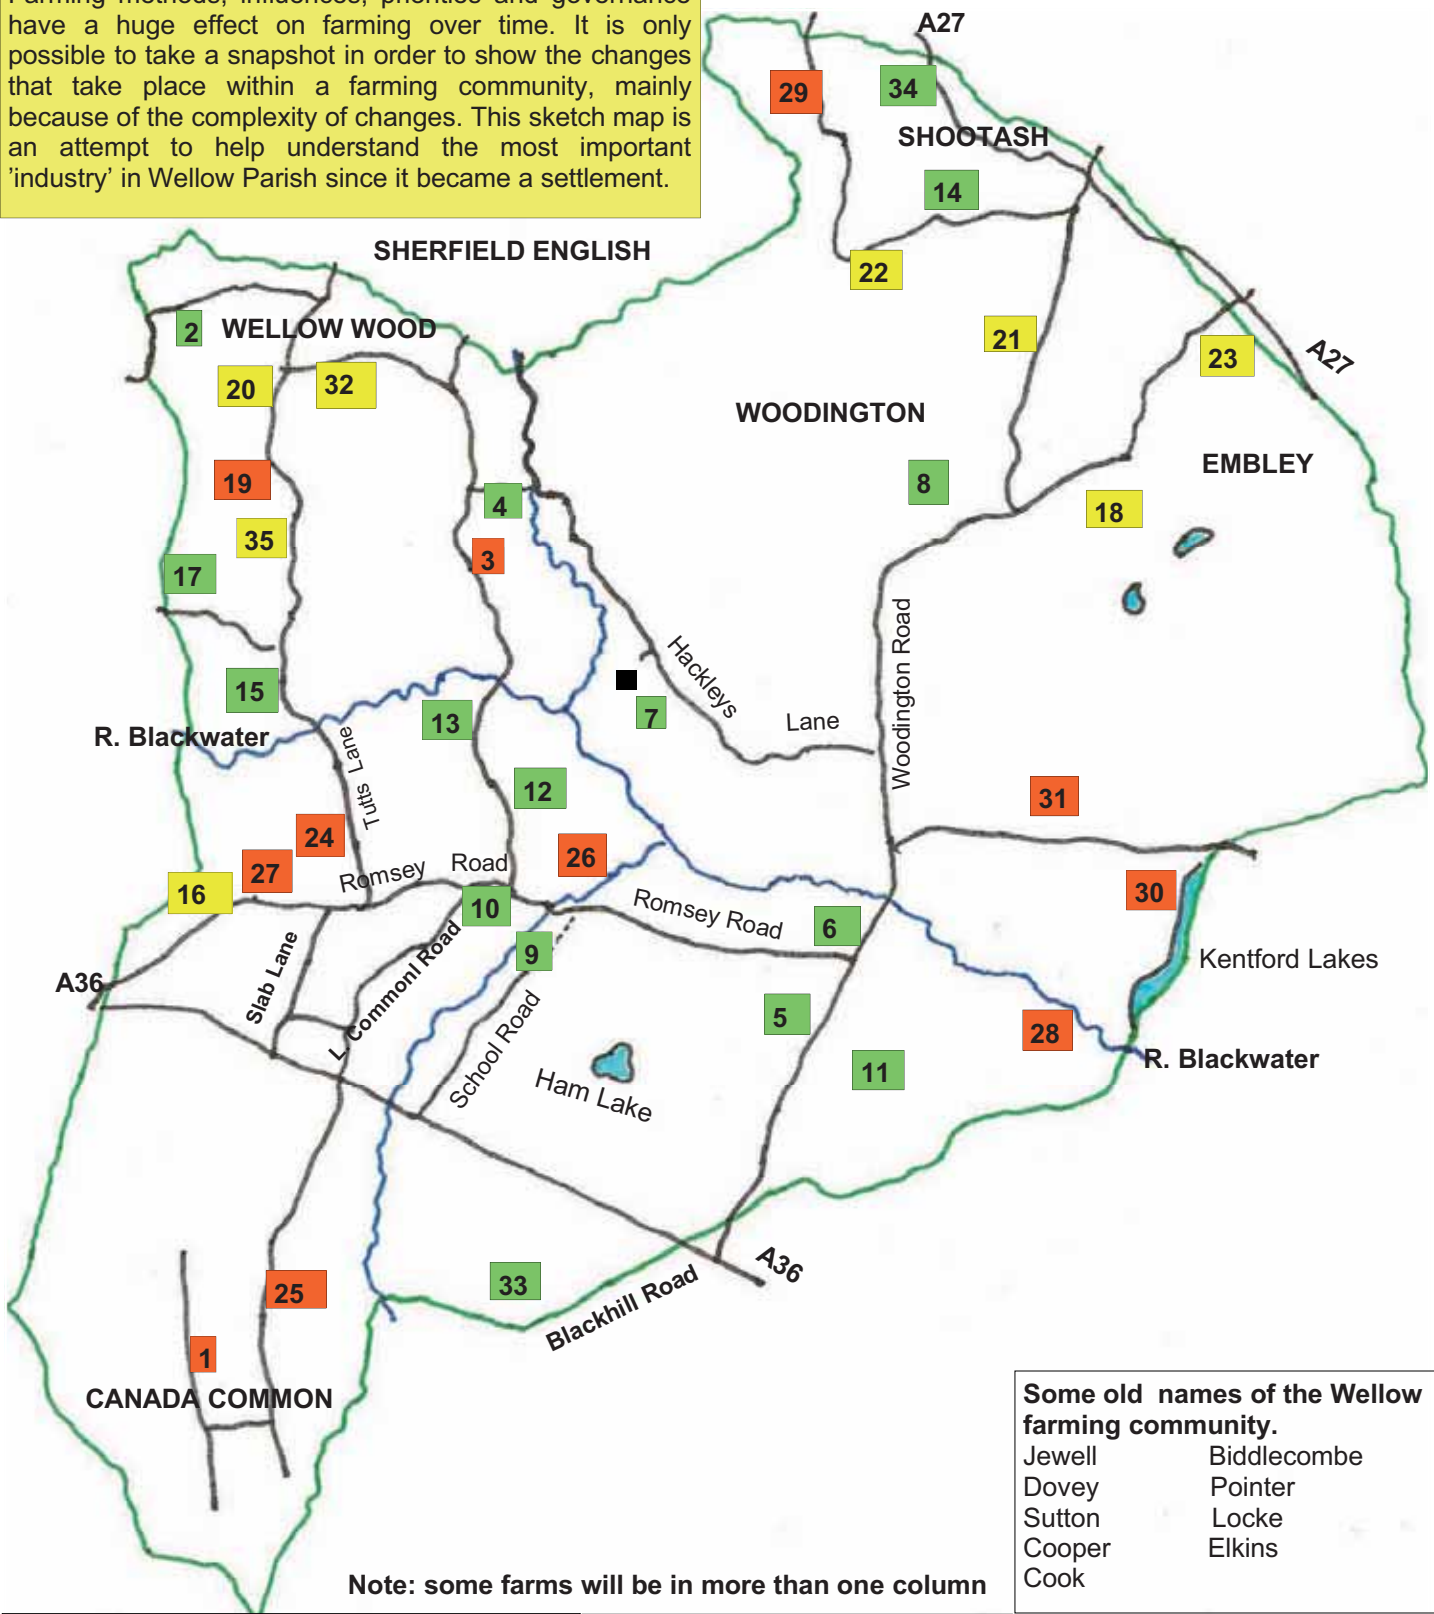 Farming methods, influences, priorities and governance
have a huge effect on farming over time. It is only
possible to take a snapshot in order to show the changes
that take place within a farming community, mainly
because of the complexity of changes. This sketch map is
an attempt to help understand the most important
'industry' in Wellow Parish since it became a settlement.
A27
29
34
SHOOTASH
14
SHERFIELD ENGLISH
22
2
WELLOW WOOD
21
23
A27
20
32
WOODINGTON
EMBLEY
19
8
4
18
35
3
17
Woodington Road
Hackleys
Lane
15
7
13
R. Blackwater
Tutts Lane
12
31
24
26
27
Romsey Road
16
30
10
Romsey Road
6
9
Slab Lane
L. Commonl Road
Kentford Lakes
A36
5
School Road
28
R. Blackwater
11
Ham Lake
A36
33
25
Blackhill Road
1
CANADA COMMON
Some old names of the Wellow
farming community.
Jewell Biddlecombe
Dovey Pointer
Sutton Locke
Cooper Elkins
Cook
Note: some farms will be in more than one column